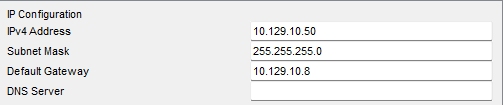 IP Configuration
IPv4 Address 10.129.10.50
Subnet Mask 255.255.255.0
Default Gateway 10.129.10.8
DNS Server